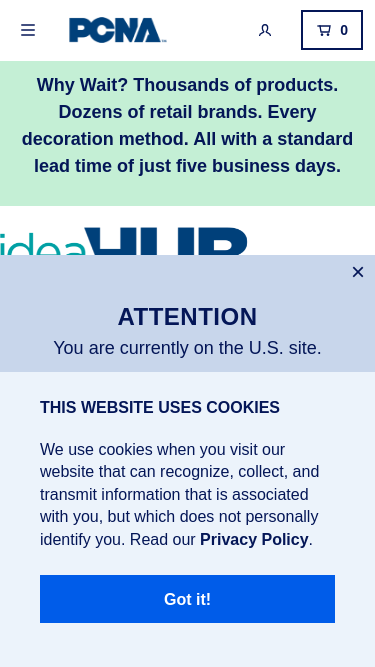 PCNA
0
Why Wait? Thousands of products.
Dozens of retail brands. Every
decoration method. All with a standard
lead time of just five business days.
ideaHUB
ATTENTION
You are currently on the U.S. site.
THIS WEBSITE USES COOKIES
We use cookies when you visit our
website that can recognize, collect, and
transmit information that is associated
with you, but which does not personally
identify you. Read our Privacy Policy.
Got it!